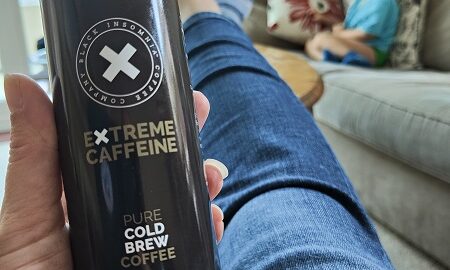 BLACK INSOMNIA COFFEE COMPANY
EXTREME
CAFFEINE
PURE
COLD
BREW
COFFEE